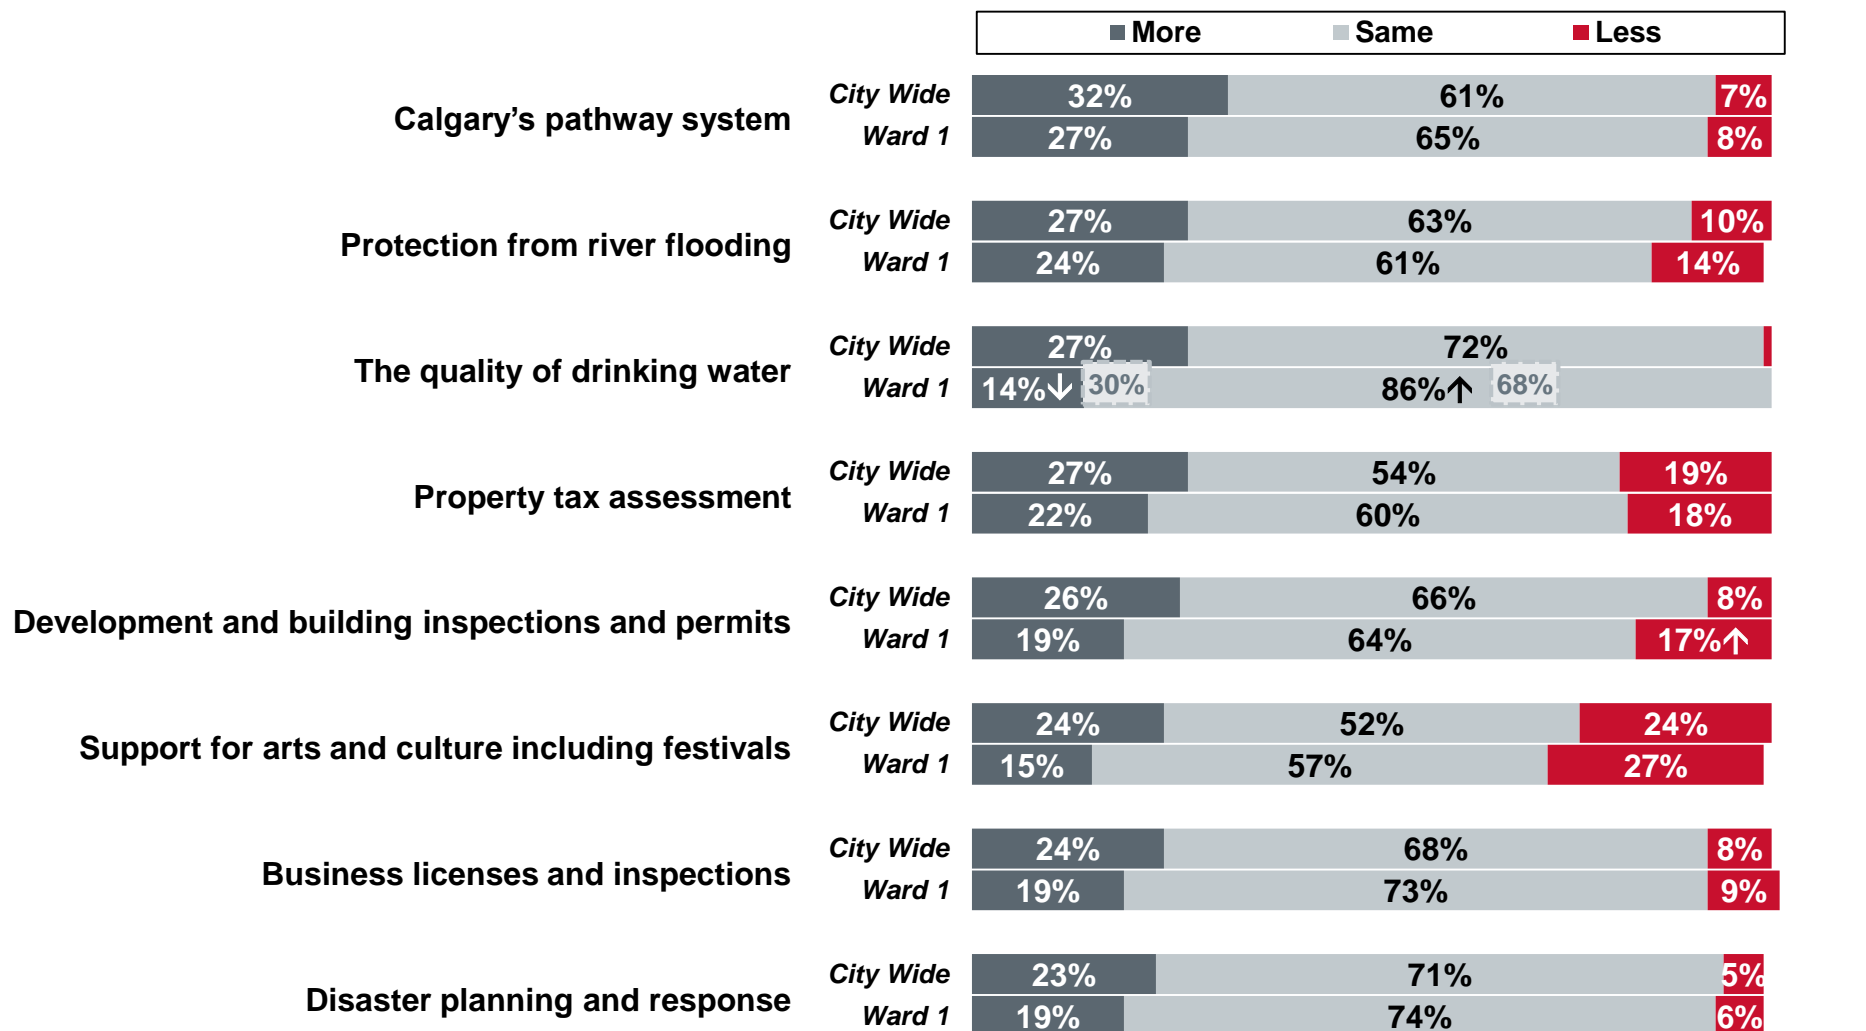 More Same Less
Calgary’s pathway system
City Wide 32% 61% 7%
Ward 1 27% 65% 8%
Protection from river flooding
City Wide 27% 63% 10%
Ward 1 24% 61% 14%
The quality of drinking water
City Wide 27% 72%
Ward 1 14%↓ 30% 86%↑ 68%
Property tax assessment
City Wide 27% 54% 19%
Ward 1 22% 60% 18%
Development and building inspections and permits
City Wide 26% 66% 8%
Ward 1 19% 64% 17%↑
Support for arts and culture including festivals
City Wide 24% 52% 24%
Ward 1 15% 57% 27%
Business licenses and inspections
City Wide 24% 68% 8%
Ward 1 19% 73% 9%
Disaster planning and response
City Wide 23% 71% 5%
Ward 1 19% 74% 6%